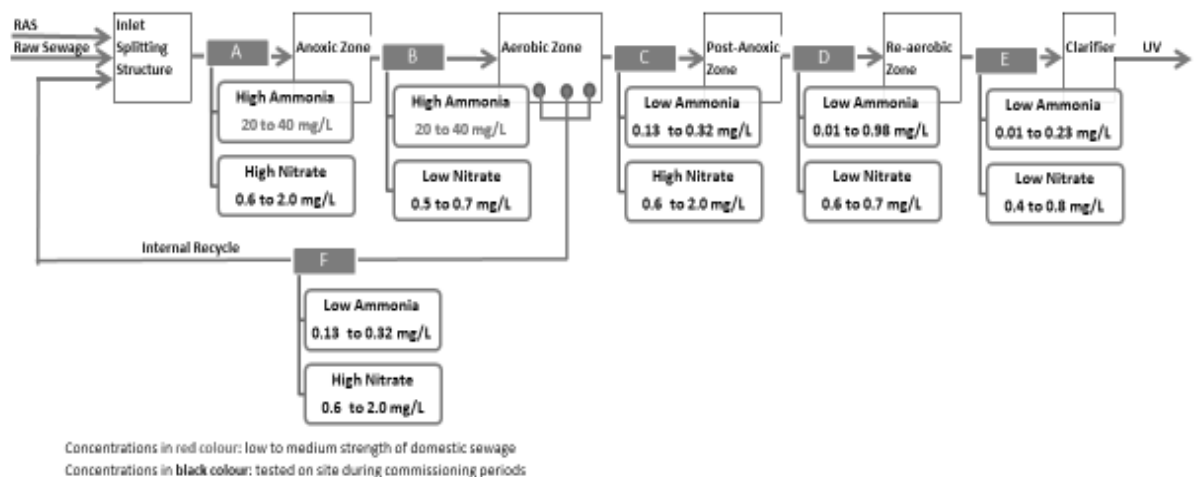 RAS
Raw Sewage
Inlet
Splitting
Structure
A
Anoxic Zone
B
Aerobic Zone
C
Post-Anoxic
Zone
D
Re-aerobic
Zone
E
Clarifier
UV
High Ammonia
20 to 40 mg/L
High Nitrate
0.6 to 2.0 mg/L
High Ammonia
20 to 40 mg/L
Low Nitrate
0.5 to 0.7 mg/L
Low Ammonia
0.13 to 0.32 mg/L
High Nitrate
0.6 to 2.0 mg/L
Low Ammonia
0.01 to 0.98 mg/L
Low Nitrate
0.6 to 0.7 mg/L
Low Ammonia
0.01 to 0.23 mg/L
Low Nitrate
0.4 to 0.8 mg/L
Internal Recycle
F
Low Ammonia
0.13 to 0.32 mg/L
High Nitrate
0.6 to 2.0 mg/L
Concentrations in red colour: low to medium strength of domestic sewage
Concentrations in black colour: tested on site during commissioning periods